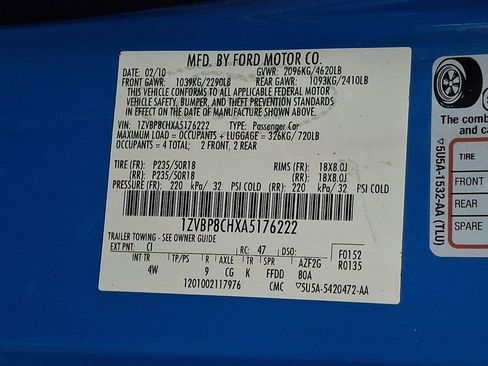 MFD. BY FORD MOTOR CO.
DATE: 02/10 GVWR: 2096KG/4620LB
FRONT GAWR: 1039KG/2290LB REAR GAWR: 1093KG/2410LB
THIS VEHICLE CONFORMS TO ALL APPLICABLE FEDERAL MOTOR
VEHICLE SAFETY, BUMPER, AND THEFT PREVENTION STANDARDS
IN EFFECT ON THE DATE OF MANUFACTURE SHOWN ABOVE.
VIN: 1ZVBP8CHXA5176222 TYPE: Passenger Car
MAXIMUM LOAD = OCCUPANTS + LUGGAGE = 326KG/720LB
OCCUPANTS = 4 TOTAL; 2 FRONT, 2 REAR
TIRE (F): P235/50R18 RIMS (F): 18X8.0J
TIRE (R): P235/50R18 RIMS (R): 18X8.0J
PRESSURE (F): 220 kPa/ 32 PSI COLD (R): 220 kPa/ 32 PSI COLD
1ZVBP8CHXA5176222
TRAILER TOWING - SEE OWNER GUIDE
EXT PNT: CI RC: 47 DSO: F0152
INT TR TP/PS R AXLE TR SPR AZF2G R0135
4W 9 CG K FFDD 80A
1201002117976 CMC ▽5U5A-5420472-AA
The comb
and ca
TIRE
FRONT
REAR
SPARE
▽5U5A-1532-AA (TLU)